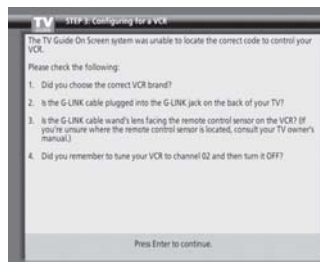 TV STEP 3: Configuring for a VCR
The TV Guide On Screen system was unable to locate the correct code to control your
VCR.
Please check the following:
1. Did you choose the correct VCR brand?
2. Is the G-LINK cable plugged into the G-LINK jack on the back of your TV?
3. Is the G-LINK cable wand's lens facing the remote control sensor on the VCR? (If
you're unsure where the remote control sensor is located, consult your TV owner's
manual.)
4. Did you remember to tune your VCR to channel 02 and then turn it OFF?
Press Enter to continue.